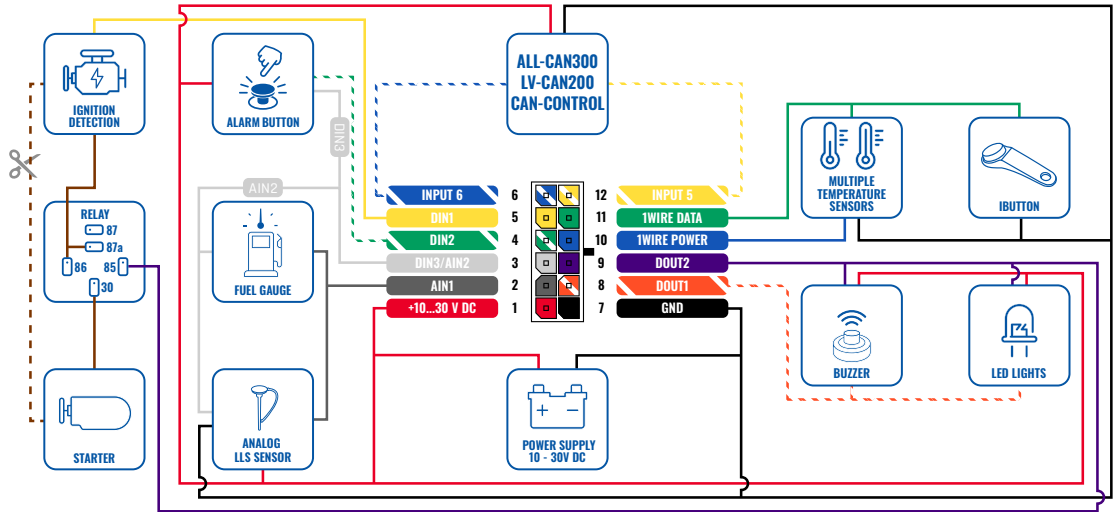 ALL-CAN300
LV-CAN200
CAN-CONTROL
IGNITION
DETECTION
ALARM BUTTON
DIN3
AIN2
MULTIPLE
TEMPERATURE
SENSORS
IBUTTON
INPUT 6 6 12 INPUT 5
DIN1 5 11 1WIRE DATA
DIN2 4 10 1WIRE POWER
DIN3/AIN2 3 9 DOUT2
AIN1 2 8 DOUT1
+10...30 V DC 1 7 GND
RELAY
87
87a
86 85
30
FUEL GAUGE
BUZZER
LED LIGHTS
STARTER
ANALOG
LLS SENSOR
POWER SUPPLY
10 - 30V DC